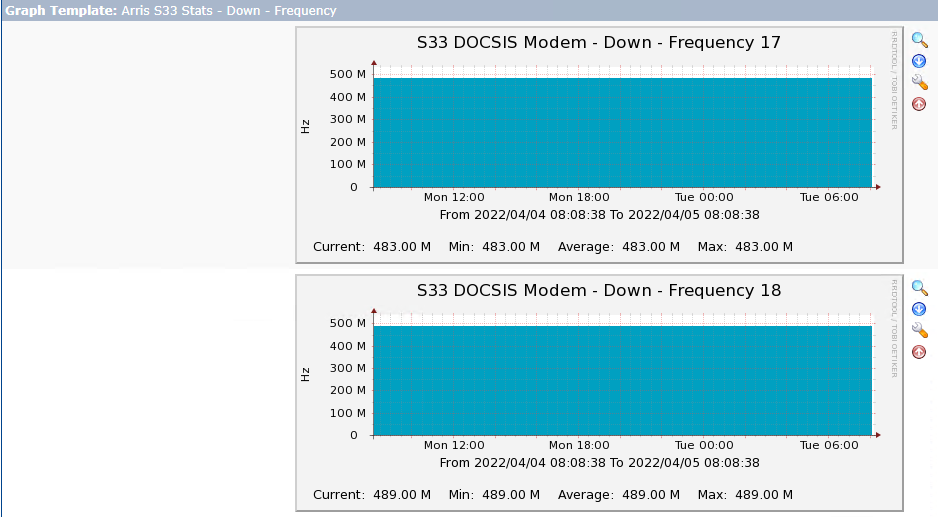 Graph Template: Arris S33 Stats - Down - Frequency
S33 DOCSIS Modem - Down - Frequency 17
RRDTOOL / TOBI OETIKER
500 M
400 M
300 M
200 M
100 M
0
Hz
Mon 12:00 Mon 18:00 Tue 00:00 Tue 06:00
From 2022/04/04 08:08:38 To 2022/04/05 08:08:38
Current: 483.00 M Min: 483.00 M Average: 483.00 M Max: 483.00 M
S33 DOCSIS Modem - Down - Frequency 18
RRDTOOL / TOBI OETIKER
500 M
400 M
300 M
200 M
100 M
0
Hz
Mon 12:00 Mon 18:00 Tue 00:00 Tue 06:00
From 2022/04/04 08:08:38 To 2022/04/05 08:08:38
Current: 489.00 M Min: 489.00 M Average: 489.00 M Max: 489.00 M